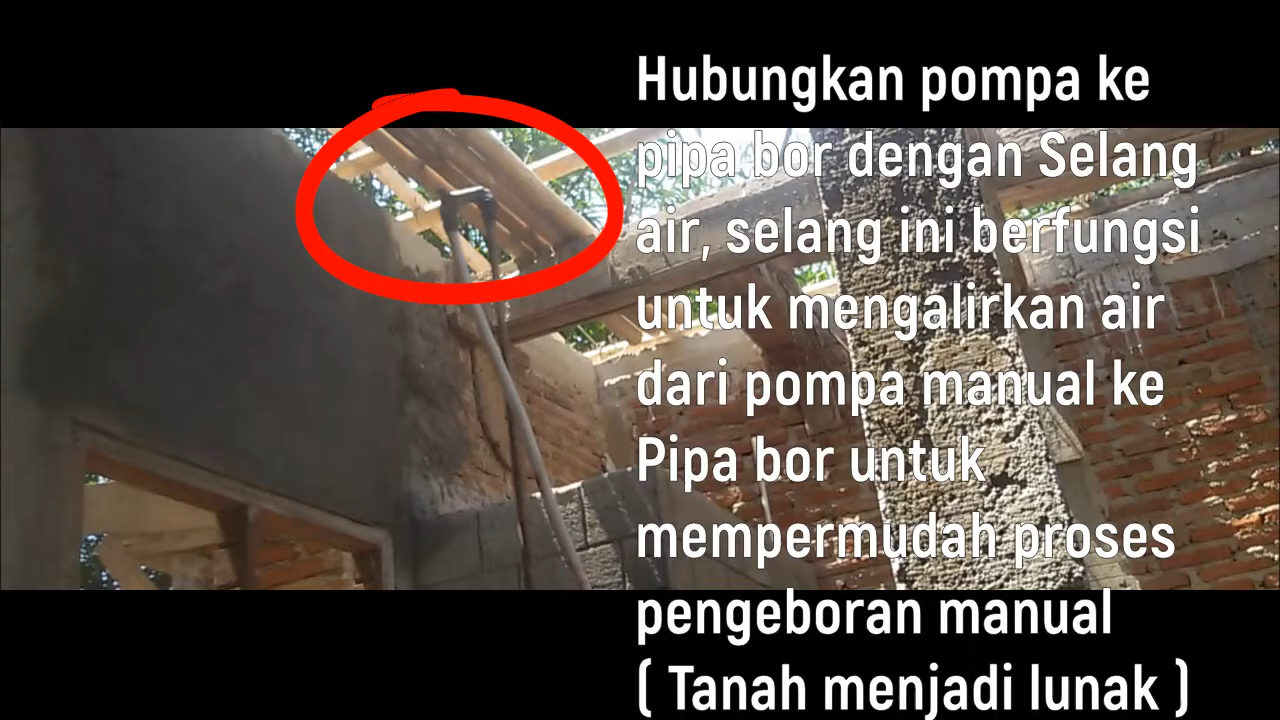 Hubungkan pompa ke
pipa bor dengan Selang
air, selang ini berfungsi
untuk mengalirkan air
dari pompa manual ke
Pipa bor untuk
mempermudah proses
pengeboran manual
( Tanah menjadi lunak )